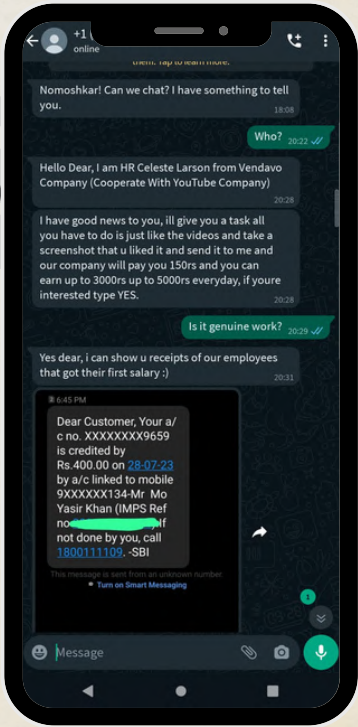 +1
online
them. Tap to learn more.
Nomoshkar! Can we chat? I have something to tell
you.
18:08
Who? 20:22
Hello Dear, I am HR Celeste Larson from Vendavo
Company (Cooperate With YouTube Company)
20:28
I have good news to you, ill give you a task all
you have to do is just like the videos and take a
screenshot that u liked it and send it to me and
our company will pay you 150rs and you can
earn up to 3000rs up to 5000rs everyday, if youre
interested type YES.
20:28
Is it genuine work? 20:29
Yes dear, i can show u receipts of our employees
that got their first salary :)
20:31
6:45 PM
Dear Customer, Your a/
c no. XXXXXXXX9659
is credited by
Rs.400.00 on 28-07-23
by a/c linked to mobile
9XXXXXX134-Mr Mo
Yasir Khan (IMPS Ref
no If
not done by you, call
1800111109. -SBI
This message is sent from an unknown number
Turn on Smart Messaging
1
Message